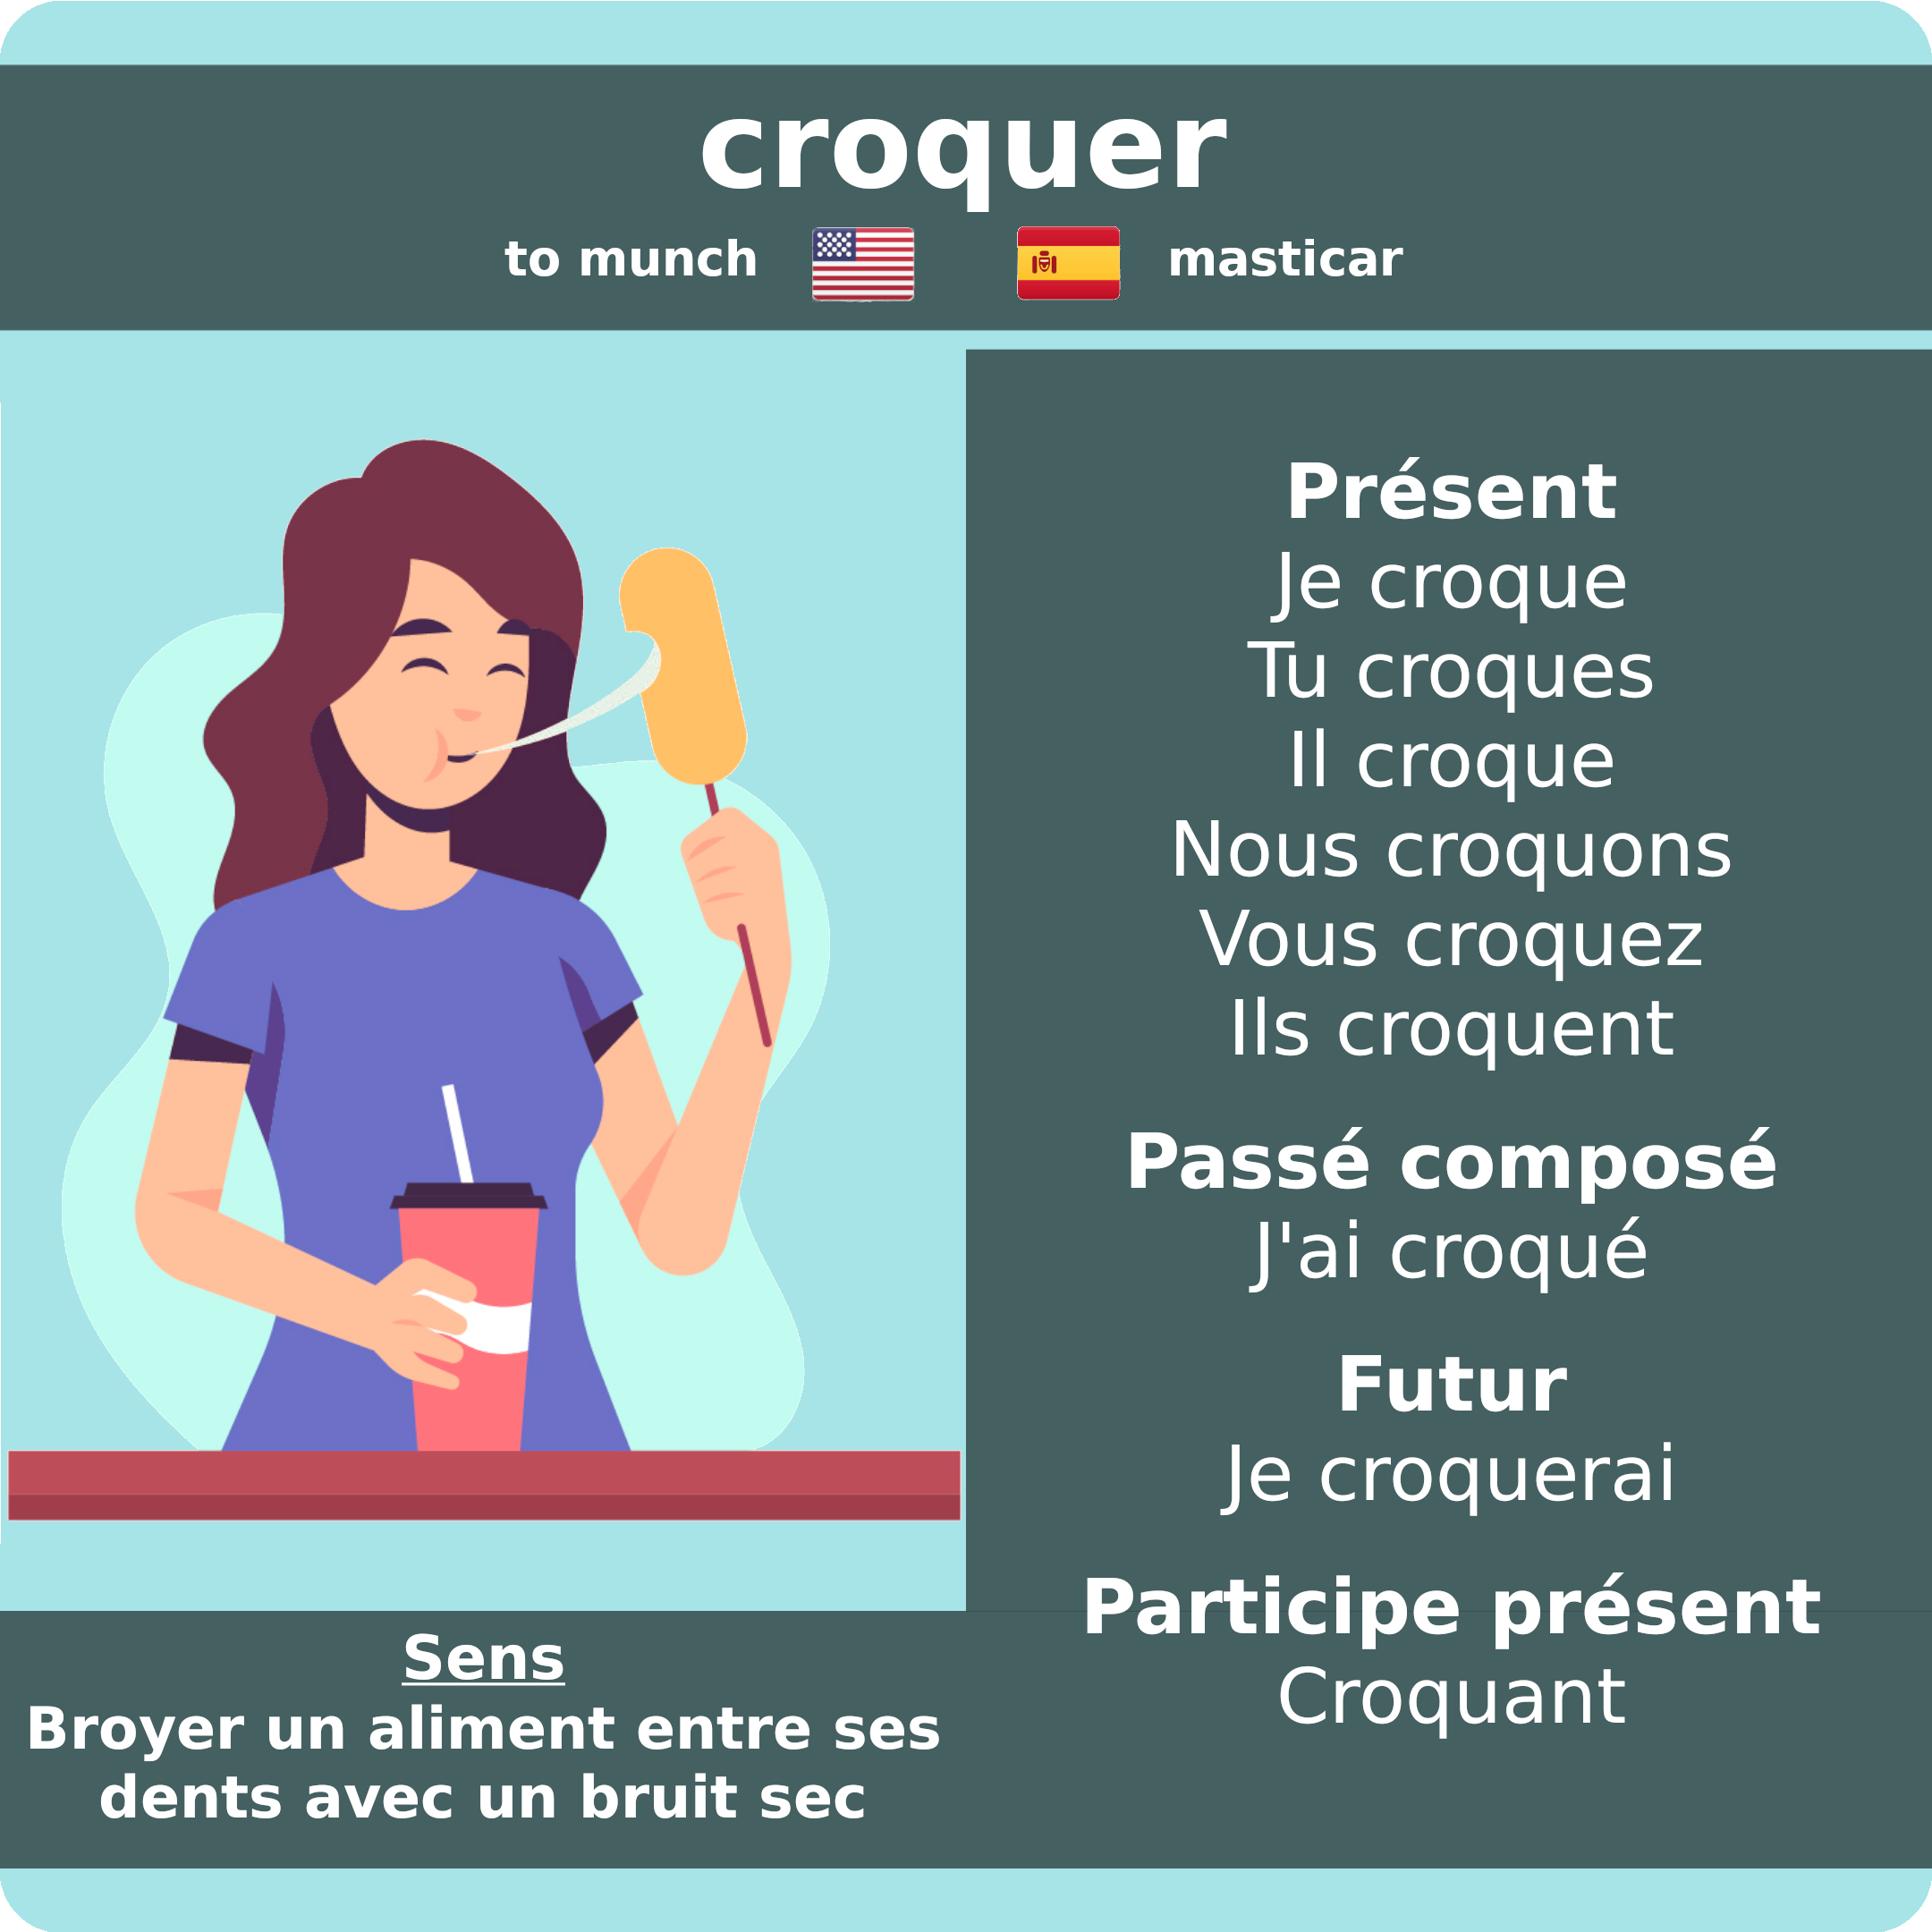 croquer
to munch masticar
Présent
Je croque
Tu croques
Il croque
Nous croquons
Vous croquez
Ils croquent
Passé composé
J'ai croqué
Futur
Je croquerai
Participe présent
Croquant
Sens
Broyer un aliment entre ses
dents avec un bruit sec